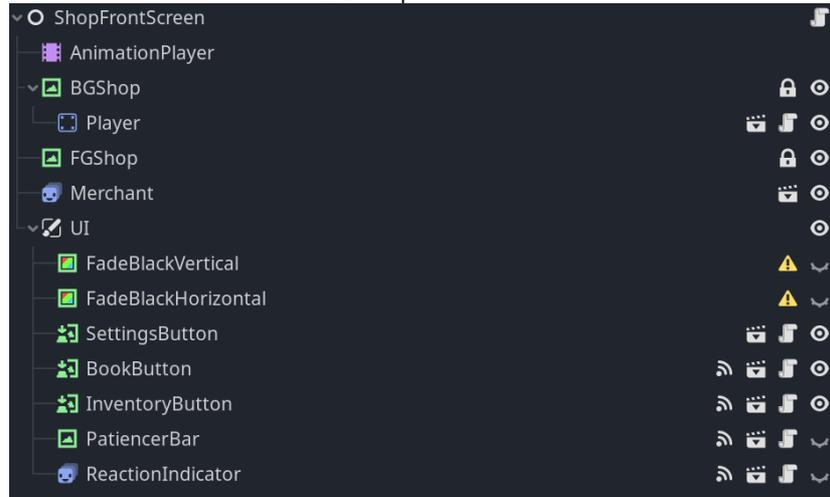 ShopFrontScreen
AnimationPlayer
BGShop
Player
FGShop
Merchant
UI
FadeBlackVertical
FadeBlackHorizontal
SettingsButton
BookButton
InventoryButton
PatiencerBar
ReactionIndicator